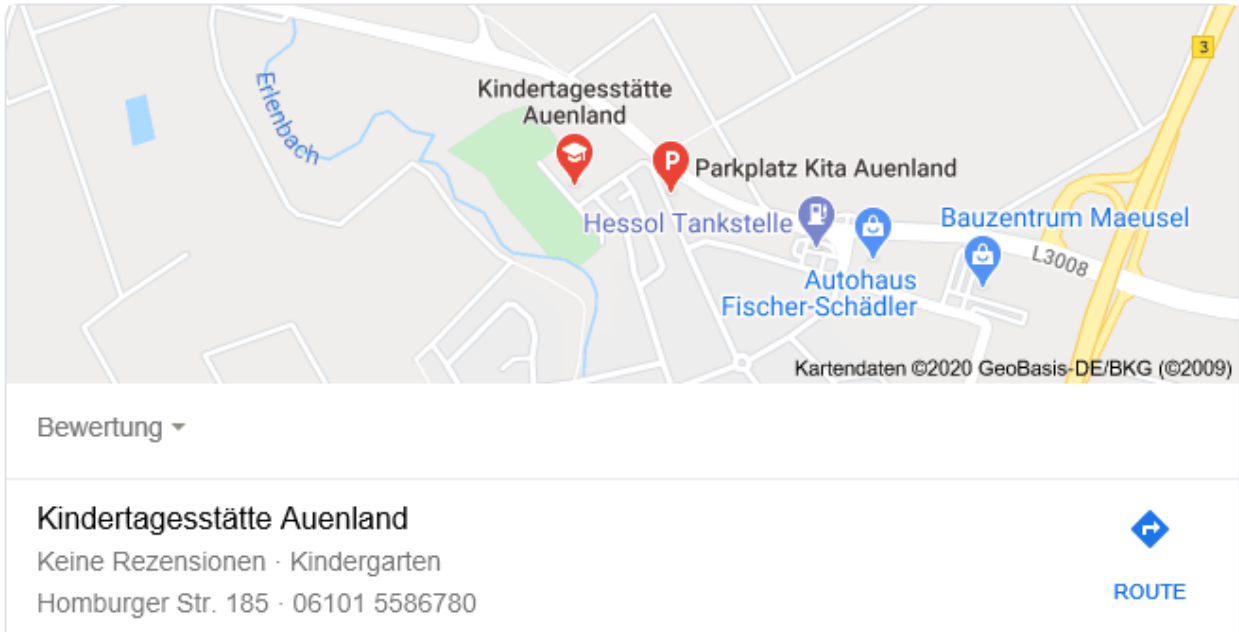 3
Kindertagesstätte
Auenland
Erlenbach
P
Parkplatz Kita Auenland
Hessol Tankstelle
Bauzentrum Maeusel
L3008
Autohaus
Fischer-Schädler
Kartendaten ©2020 GeoBasis-DE/BKG (©2009)
Bewertung
Kindertagesstätte Auenland
Keine Rezensionen · Kindergarten
Homburger Str. 185 · 06101 5586780
ROUTE